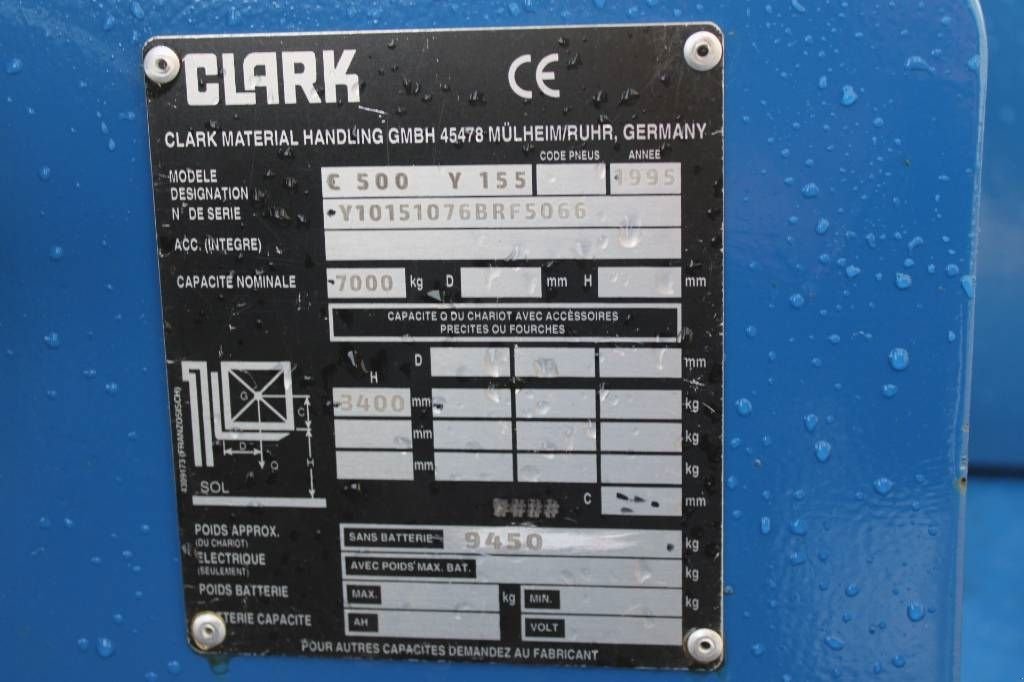 CLARK CE
CLARK MATERIAL HANDLING GMBH 45478 MÜLHEIM/RUHR, GERMANY
CODE PNEUS ANNEE
MODELE C 500 Y 155 1995
DESIGNATION
N° DE SERIE Y10151076BRF5066
ACC. (INTEGRE)
CAPACITE NOMINALE 7000 kg D mm H mm
CAPACITE Q DU CHARIOT AVEC ACCÈSSOIRES
PRECITES OU FOURCHES
D mm
H
3400 mm kg
mm kg
mm kg
G C D Q H
SOL
4389173 (FRANZÖSISCH)
#### C mm
POIDS APPROX. SANS BATTERIE 9450 kg
(DU CHARIOT)
ELECTRIQUE AVEC POIDS MAX. BAT. kg
(SEULEMENT)
POIDS BATTERIE MAX. kg MIN. kg
TERIE CAPACITE AH VOLT
POUR AUTRES CAPACITES DEMANDEZ AU FABRICANT